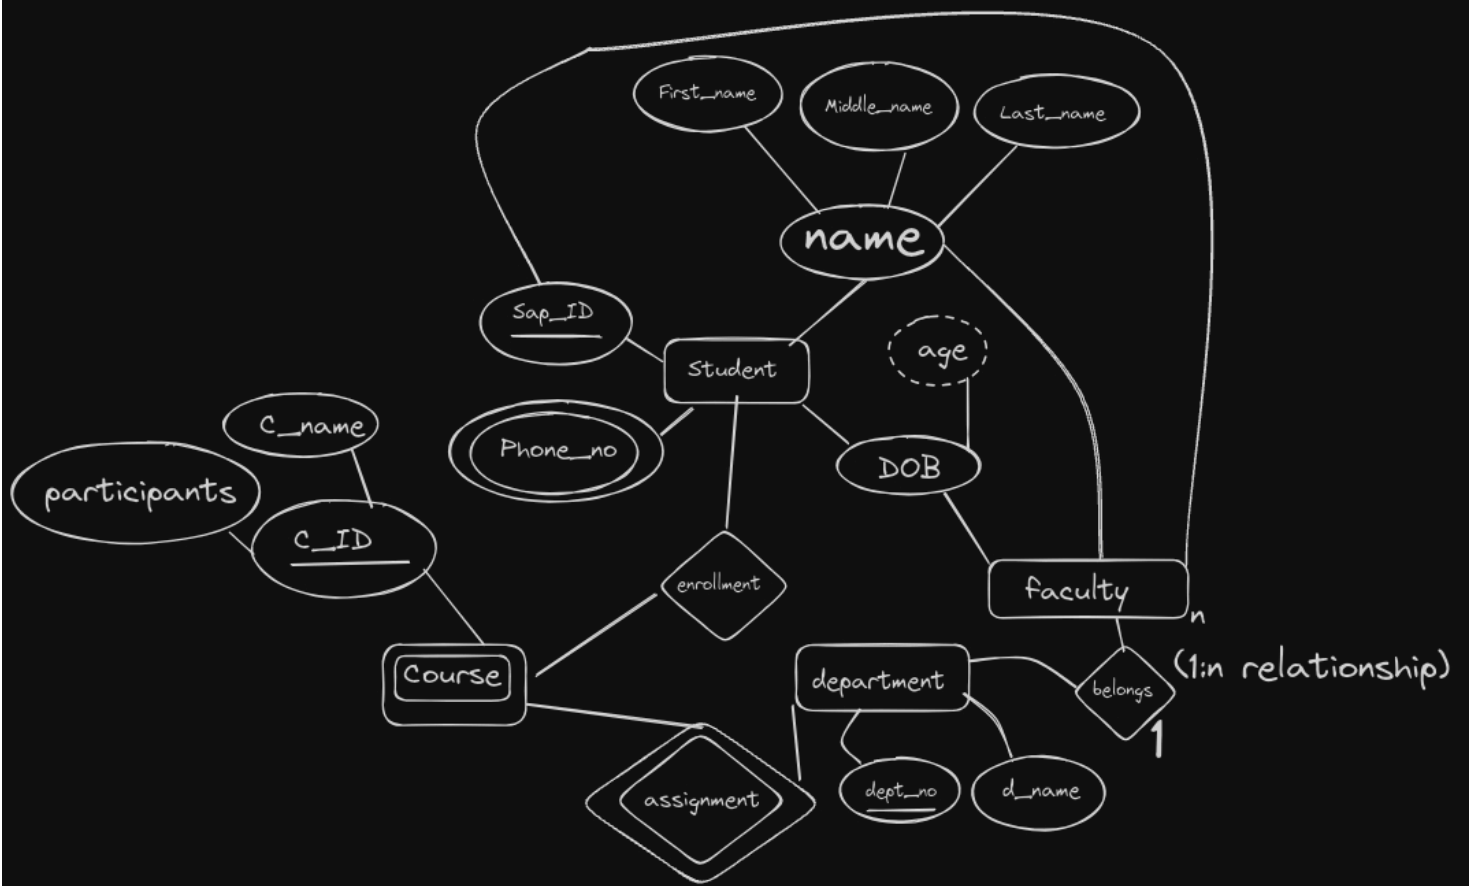 First_name
Middle_name
Last_name
name
Sap_ID
Student
age
C_name
Phone_no
DOB
participants
C_ID
enrollment
faculty
n
(1:n relationship)
Course
department
belongs
1
assignment
dept_no
d_name